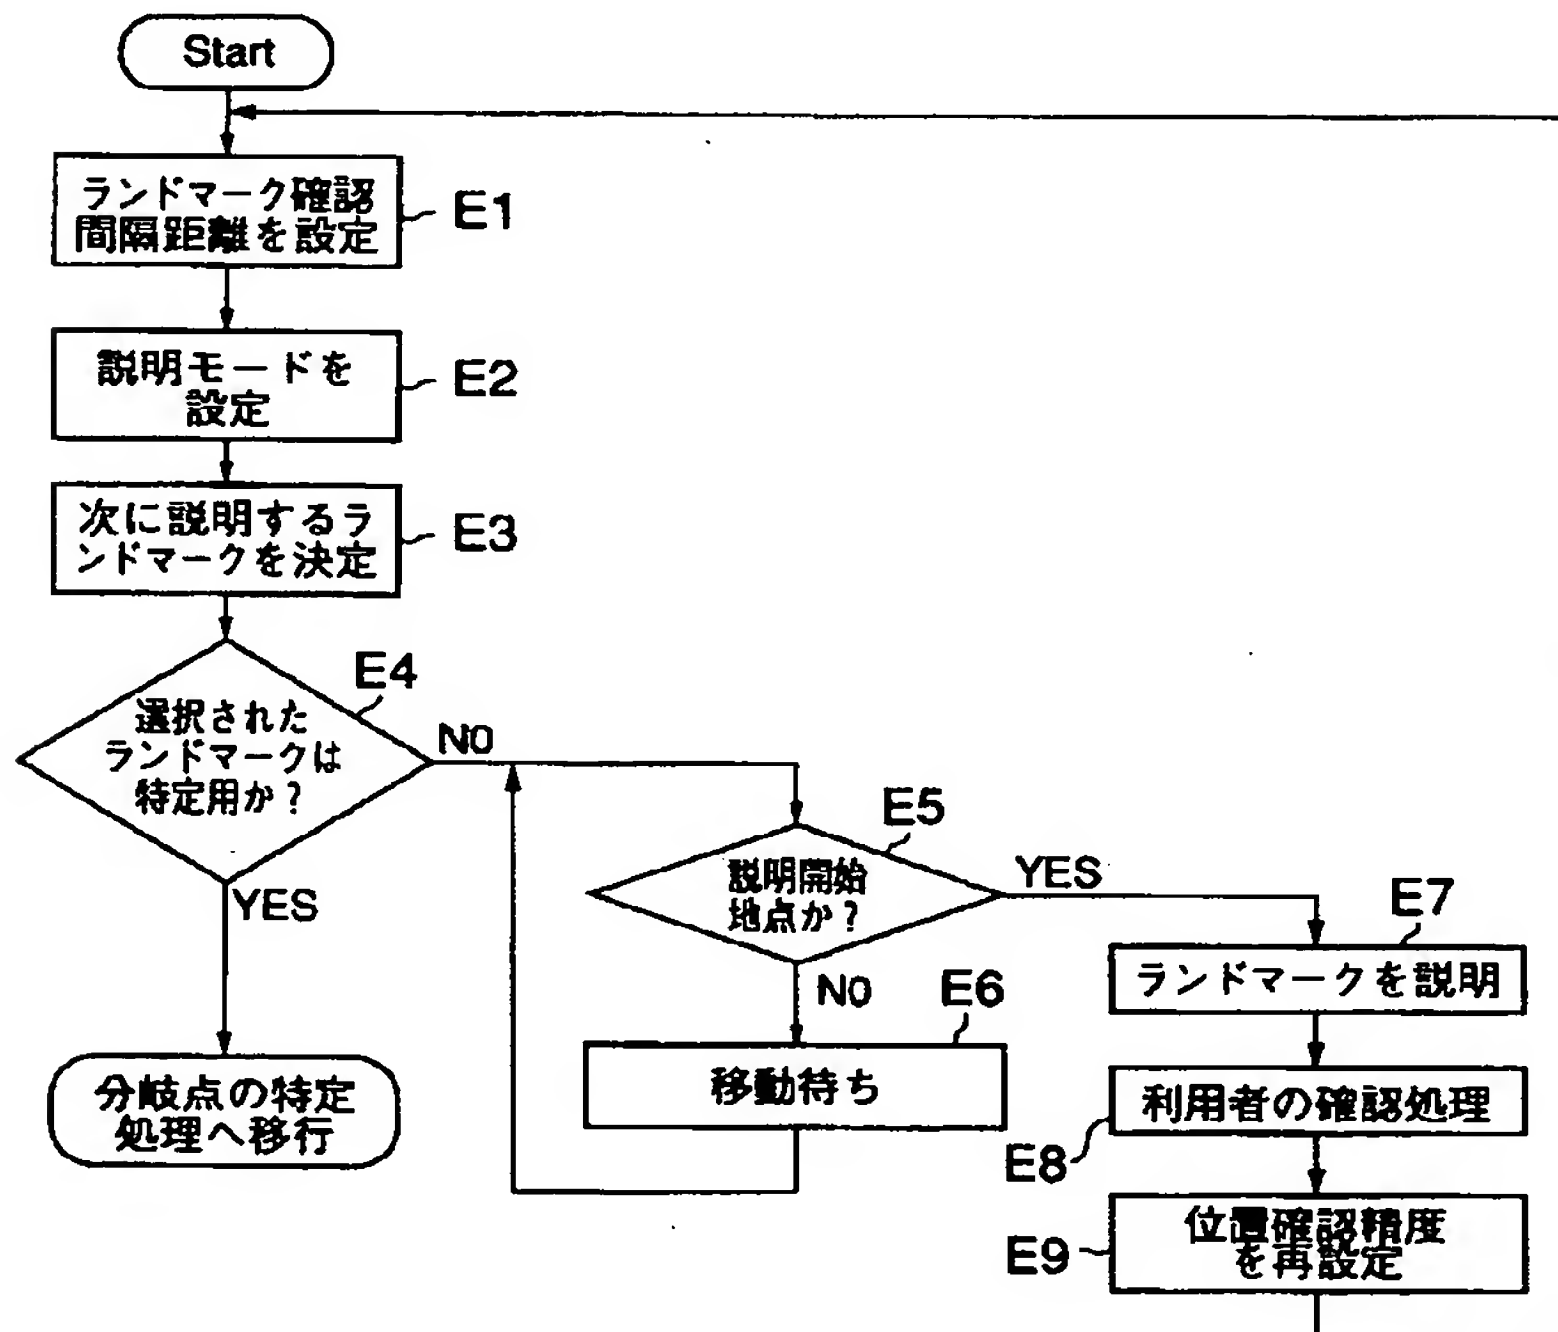 Start
ランドマーク確認
間隔距離を設定
E1
説明モードを
設定
E2
次に説明するラ
ンドマークを決定
E3
E4
選択された
ランドマークは
特定用か？
NO
YES
分岐点の特定
処理へ移行
E5
説明開始
地点か？
YES
NO
E6
移動待ち
E7
ランドマークを説明
利用者の確認処理
E8
位置確認精度
を再設定
E9